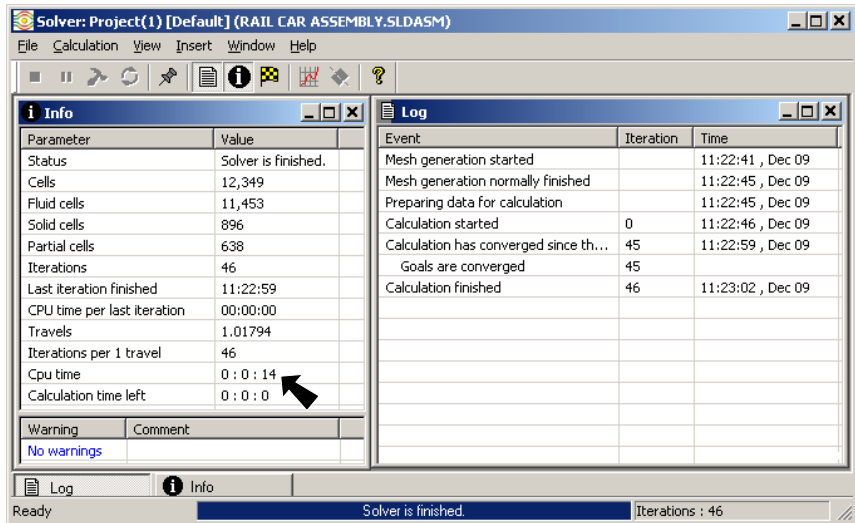 Solver: Project(1) [Default] (RAIL CAR ASSEMBLY.SLDASM)
File Calculation View Insert Window Help
Info
Parameter Value
Status Solver is finished.
Cells 12,349
Fluid cells 11,453
Solid cells 896
Partial cells 638
Iterations 46
Last iteration finished 11:22:59
CPU time per last iteration 00:00:00
Travels 1.01794
Iterations per 1 travel 46
Cpu time 0 : 0 : 14
Calculation time left 0 : 0 : 0
Warning Comment
No warnings
Log
Event Iteration Time
Mesh generation started 11:22:41 , Dec 09
Mesh generation normally finished 11:22:45 , Dec 09
Preparing data for calculation 11:22:45 , Dec 09
Calculation started 0 11:22:46 , Dec 09
Calculation has converged since th... 45 11:22:59 , Dec 09
Goals are converged 45
Calculation finished 46 11:23:02 , Dec 09
Log Info
Ready Solver is finished. Iterations : 46